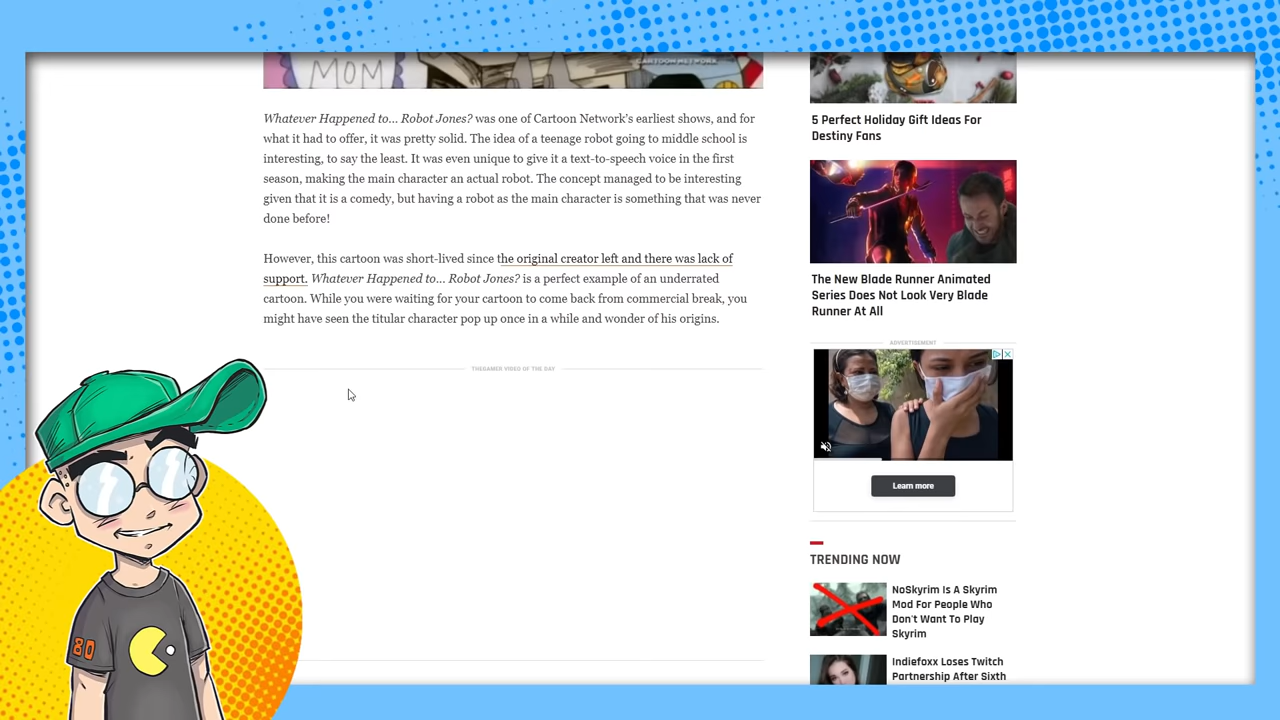 MOM
CARTOON NETWORK
Whatever Happened to... Robot Jones? was one of Cartoon Network's earliest shows, and for
what it had to offer, it was pretty solid. The idea of a teenage robot going to middle school is
interesting, to say the least. It was even unique to give it a text-to-speech voice in the first
season, making the main character an actual robot. The concept managed to be interesting
given that it is a comedy, but having a robot as the main character is something that was never
done before!
However, this cartoon was short-lived since the original creator left and there was lack of
support. Whatever Happened to... Robot Jones? is a perfect example of an underrated
cartoon. While you were waiting for your cartoon to come back from commercial break, you
might have seen the titular character pop up once in a while and wonder of his origins.
THEGAMER VIDEO OF THE DAY
80
5 Perfect Holiday Gift Ideas For
Destiny Fans
The New Blade Runner Animated
Series Does Not Look Very Blade
Runner At All
ADVERTISEMENT
Learn more
TRENDING NOW
NoSkyrim Is A Skyrim
Mod For People Who
Don't Want To Play
Skyrim
Indiefoxx Loses Twitch
Partnership After Sixth